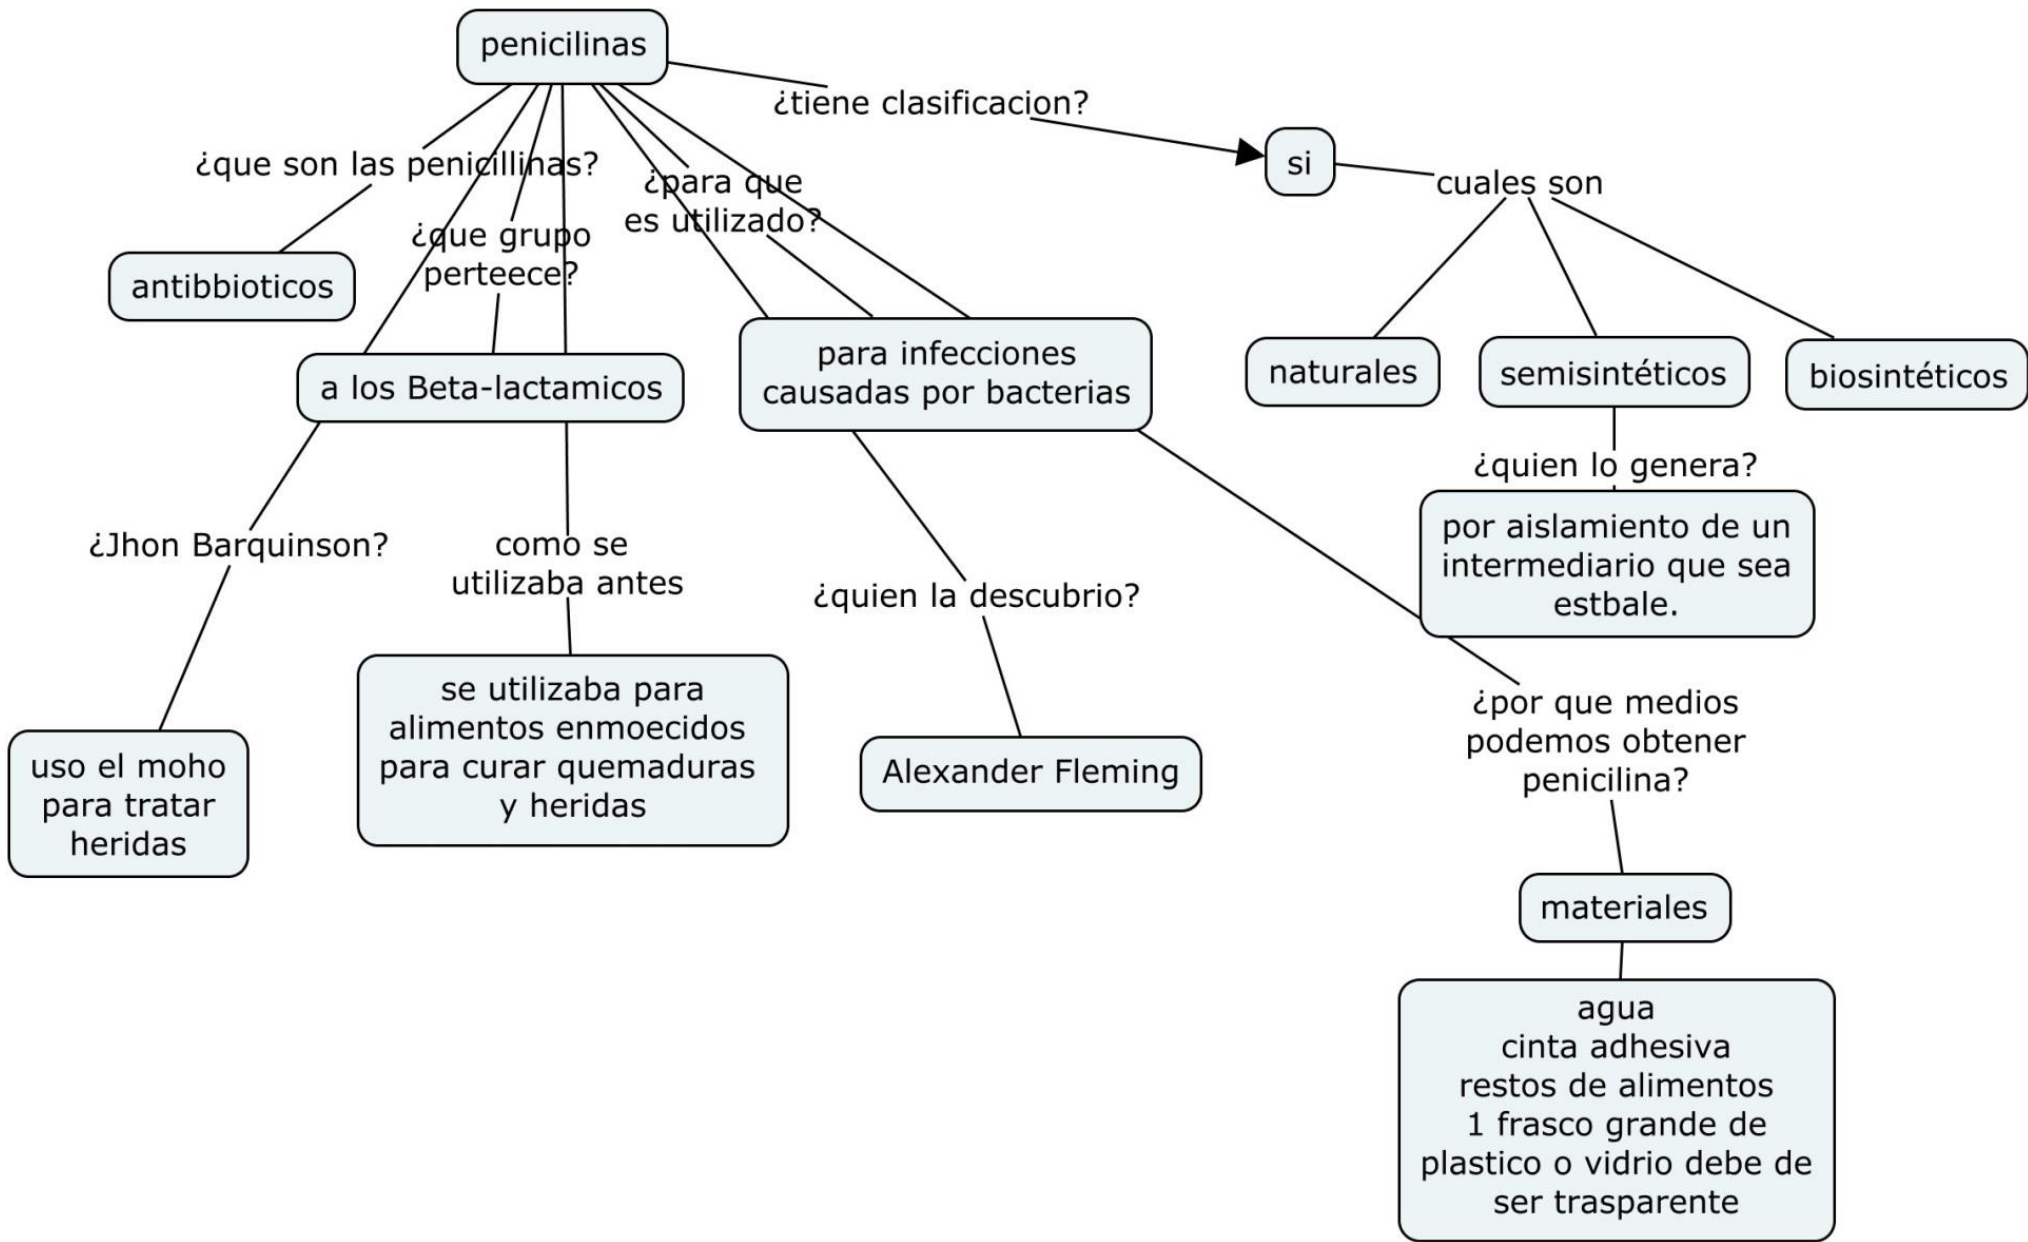 penicilinas
¿tiene clasificacion?
si
cuales son
¿que son las penicillinas?
¿para que
es utilizado?
¿que grupo
perteece?
antibbioticos
a los Beta-lactamicos
para infecciones
causadas por bacterias
naturales
semisintéticos
biosintéticos
¿quien lo genera?
por aislamiento de un
intermediario que sea
estbale.
¿Jhon Barquinson?
como se
utilizaba antes
¿quien la descubrio?
uso el moho
para tratar
heridas
se utilizaba para
alimentos enmoecidos
para curar quemaduras
y heridas
Alexander Fleming
¿por que medios
podemos obtener
penicilina?
materiales
agua
cinta adhesiva
restos de alimentos
1 frasco grande de
plastico o vidrio debe de
ser trasparente